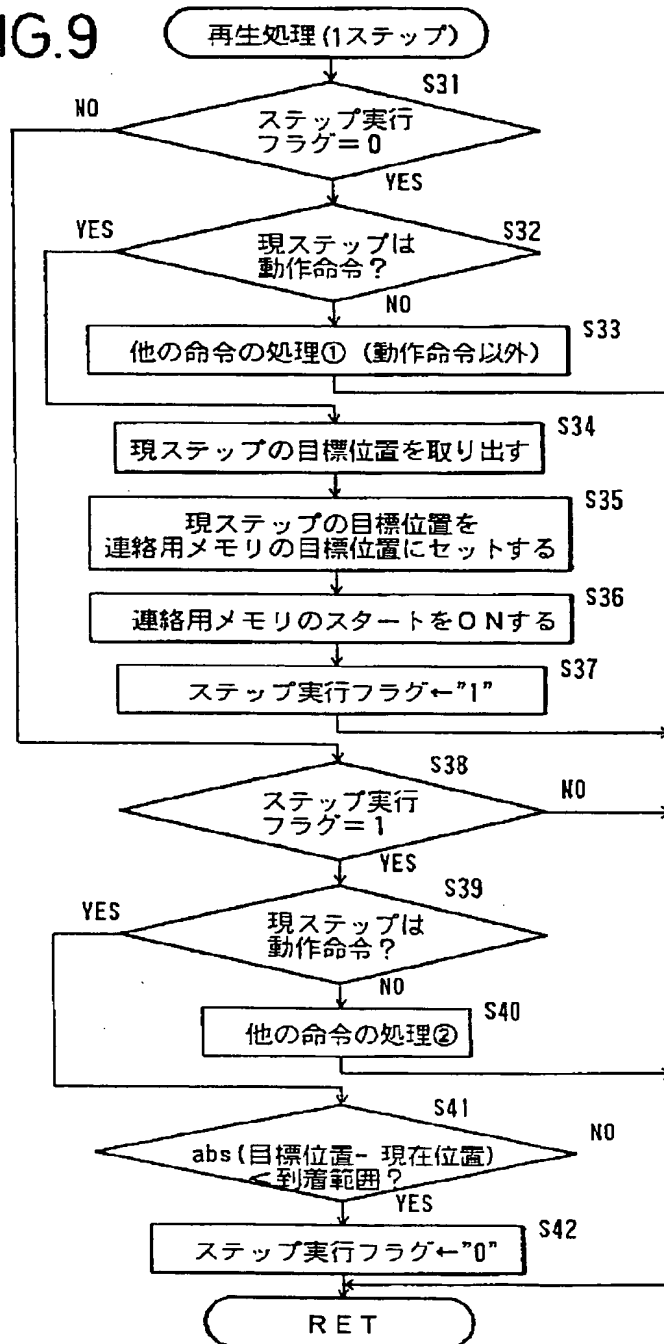 IG.9
再生処理(1ステップ)
S31
NO
ステップ実行
フラグ=0
YES
S32
YES
現ステップは
動作命令?
NO
S33
他の命令の処理① (動作命令以外)
S34
現ステップの目標位置を取り出す
S35
現ステップの目標位置を
連絡用メモリの目標位置にセットする
S36
連絡用メモリのスタートをONする
S37
ステップ実行フラグ←"1"
S38
ステップ実行
フラグ=1
NO
YES
S39
YES
現ステップは
動作命令?
NO
S40
他の命令の処理②
S41
NO
abs(目標位置- 現在位置)
<到着範囲?
YES
S42
ステップ実行フラグ←"0"
RET